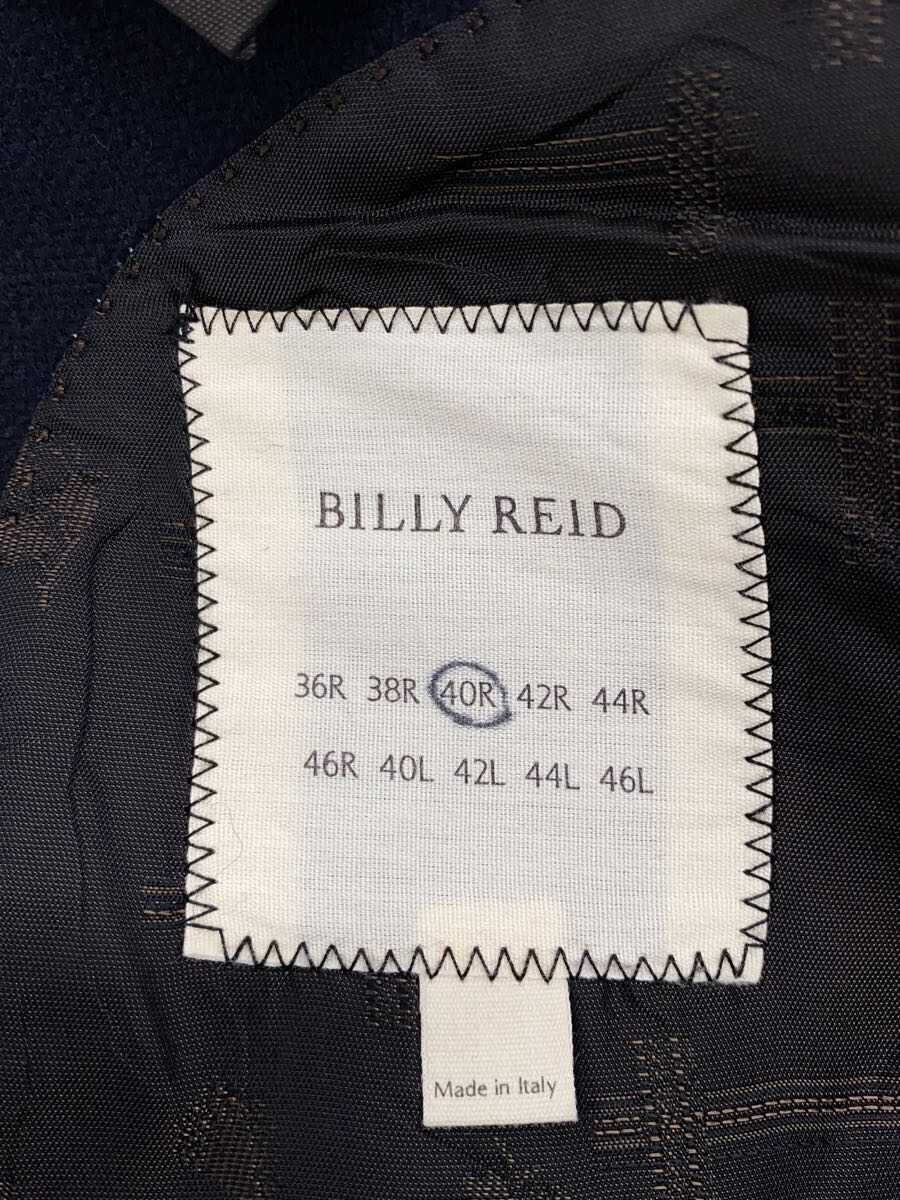 BILLY REID
36R 38R 40R 42R 44R
46R 40L 42L 44L 46L
Made in Italy